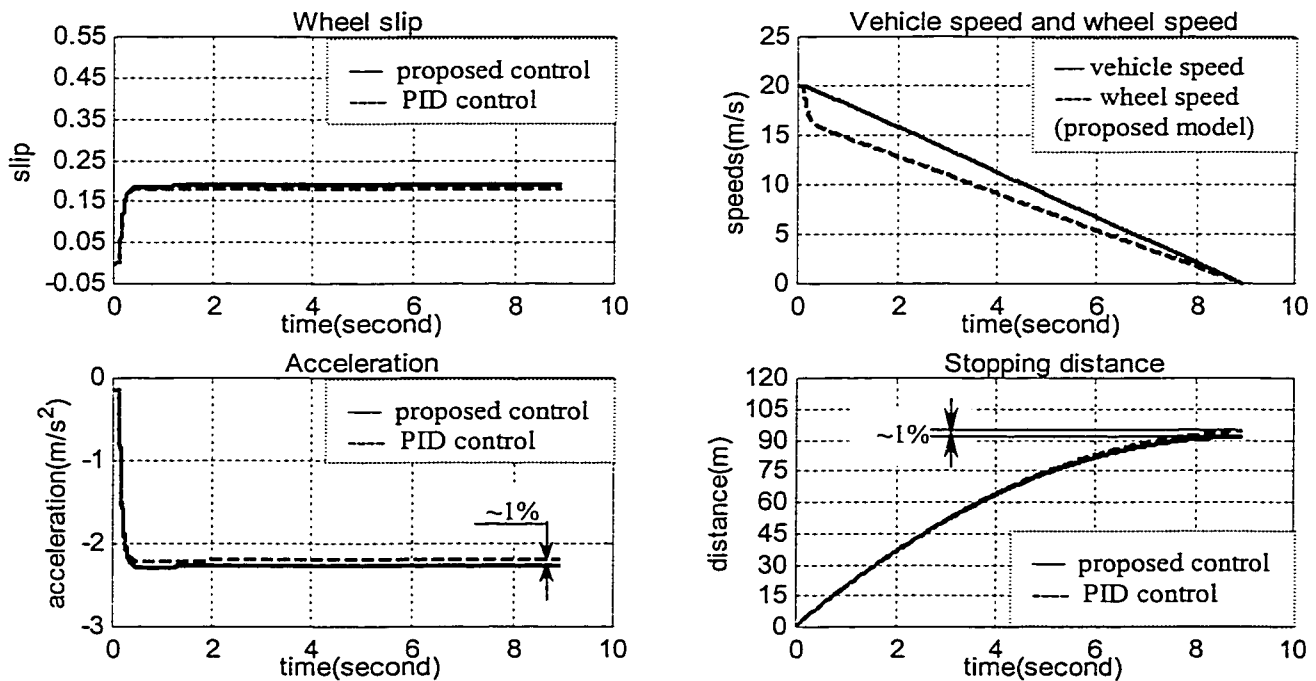 Wheel slip
0.55
0.45
0.35
0.25
0.15
0.05
-0.05
slip
proposed control
PID control
0 2 4 6 8 10
time(second)
Vehicle speed and wheel speed
25
20
15
10
5
0
speeds(m/s)
vehicle speed
wheel speed
(proposed model)
0 2 4 6 8 10
time(second)
Acceleration
0
-1
-2
-3
acceleration(m/s²)
proposed control
PID control
~1%
0 2 4 6 8 10
time(second)
Stopping distance
120
105
90
75
60
45
30
15
0
distance(m)
~1%
proposed control
PID control
0 2 4 6 8 10
time(second)